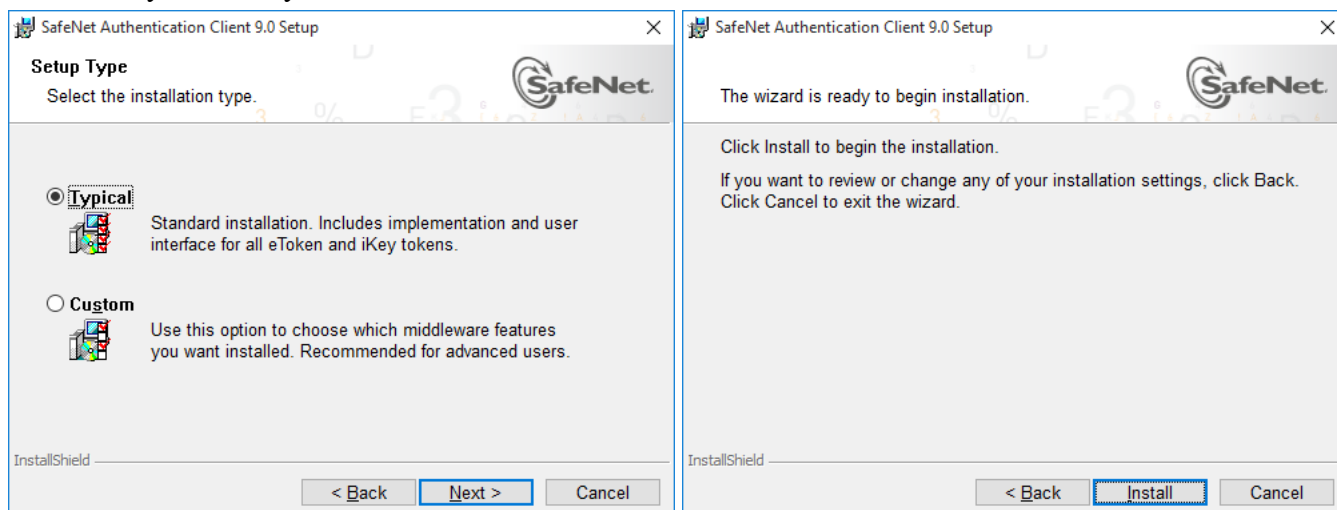 SafeNet Authentication Client 9.0 Setup
Setup Type
Select the installation type.
SafeNet.
Typical
Standard installation. Includes implementation and user
interface for all eToken and iKey tokens.
Custom
Use this option to choose which middleware features
you want installed. Recommended for advanced users.
InstallShield
< Back
Next >
Cancel
SafeNet Authentication Client 9.0 Setup
The wizard is ready to begin installation.
SafeNet.
Click Install to begin the installation.
If you want to review or change any of your installation settings, click Back.
Click Cancel to exit the wizard.
InstallShield
< Back
Install
Cancel